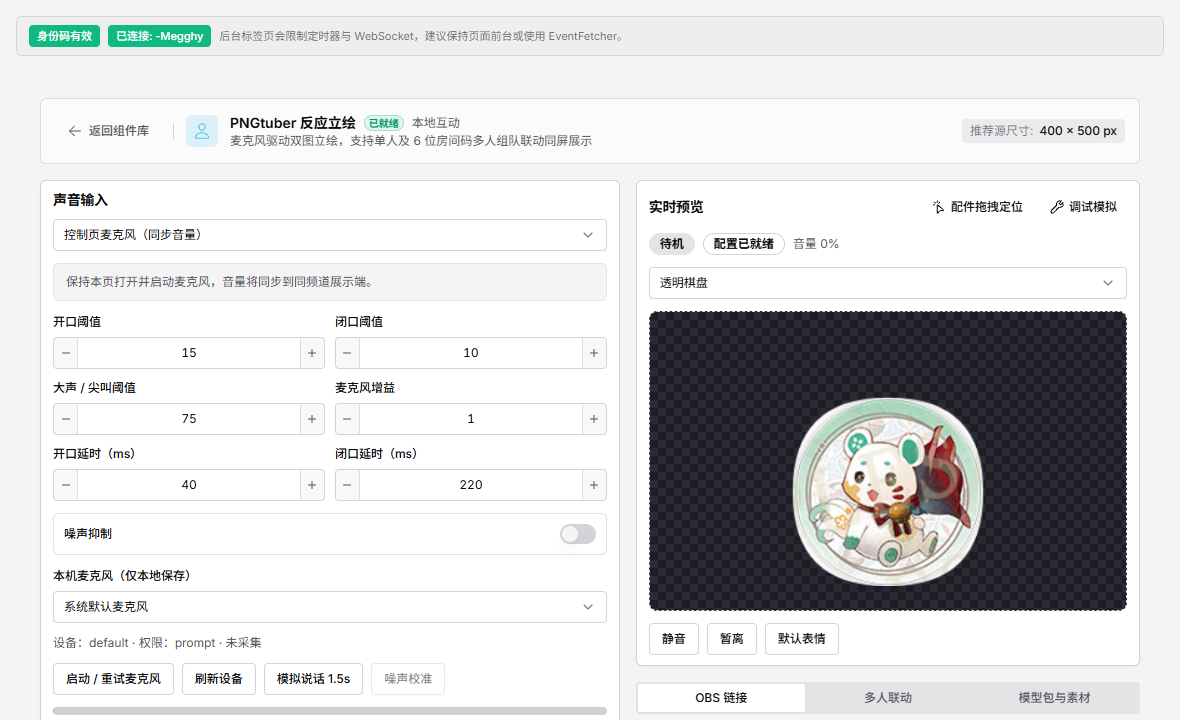 身份码有效 已连接: -Megghy 后台标签页会限制定时器与 WebSocket，建议保持页面前台或使用 EventFetcher。
返回组件库
PNGtuber 反应立绘 已就绪 本地互动
麦克风驱动双图立绘，支持单人及 6 位房间码多人组队联动同屏展示
推荐源尺寸: 400 × 500 px
声音输入
控制页麦克风（同步音量）
保持本页打开并启动麦克风，音量将同步到同频道展示端。
开口阈值 闭口阈值
− 15 + − 10 +
大声 / 尖叫阈值 麦克风增益
− 75 + − 1 +
开口延时（ms） 闭口延时（ms）
− 40 + − 220 +
噪声抑制
本机麦克风（仅本地保存）
系统默认麦克风
设备：default · 权限：prompt · 未采集
启动 / 重试麦克风 刷新设备 模拟说话 1.5s 噪声校准
实时预览 配件拖拽定位 调试模拟
待机 配置已就绪 音量 0%
透明棋盘
静音 暂离 默认表情
OBS 链接 多人联动 模型包与素材